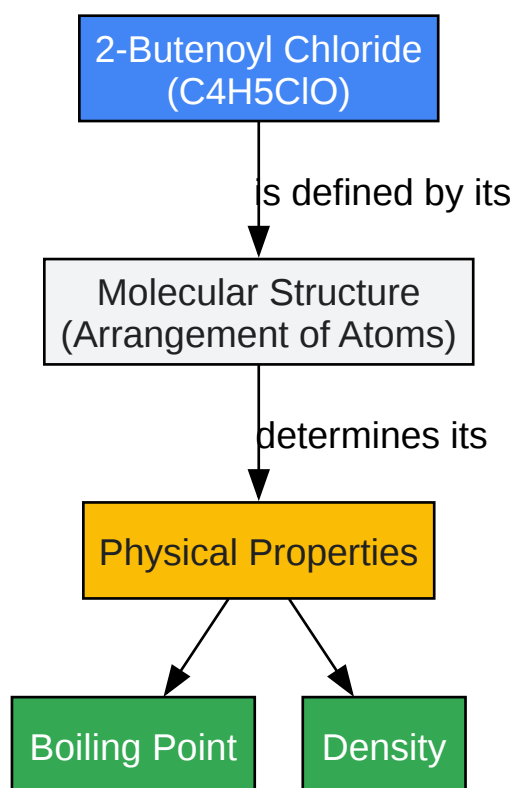 2-Butenoyl Chloride
(C4H5ClO)
is defined by its
Molecular Structure
(Arrangement of Atoms)
determines its
Physical Properties
Boiling Point
Density